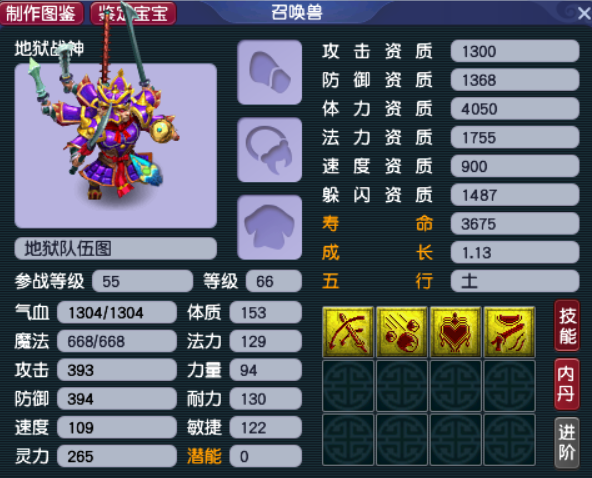 制作图鉴 鉴定宝宝 召唤兽
地狱战神
地狱队伍图
参战等级 55 等级 66
气血 1304/1304 体质 153
魔法 668/668 法力 129
攻击 393 力量 94
防御 394 耐力 130
速度 109 敏捷 122
灵力 265 潜能 0
攻击资质 1300
防御资质 1368
体力资质 4050
法力资质 1755
速度资质 900
躲闪资质 1487
寿命 3675
成长 1.13
五行 土
技能
内丹
进阶